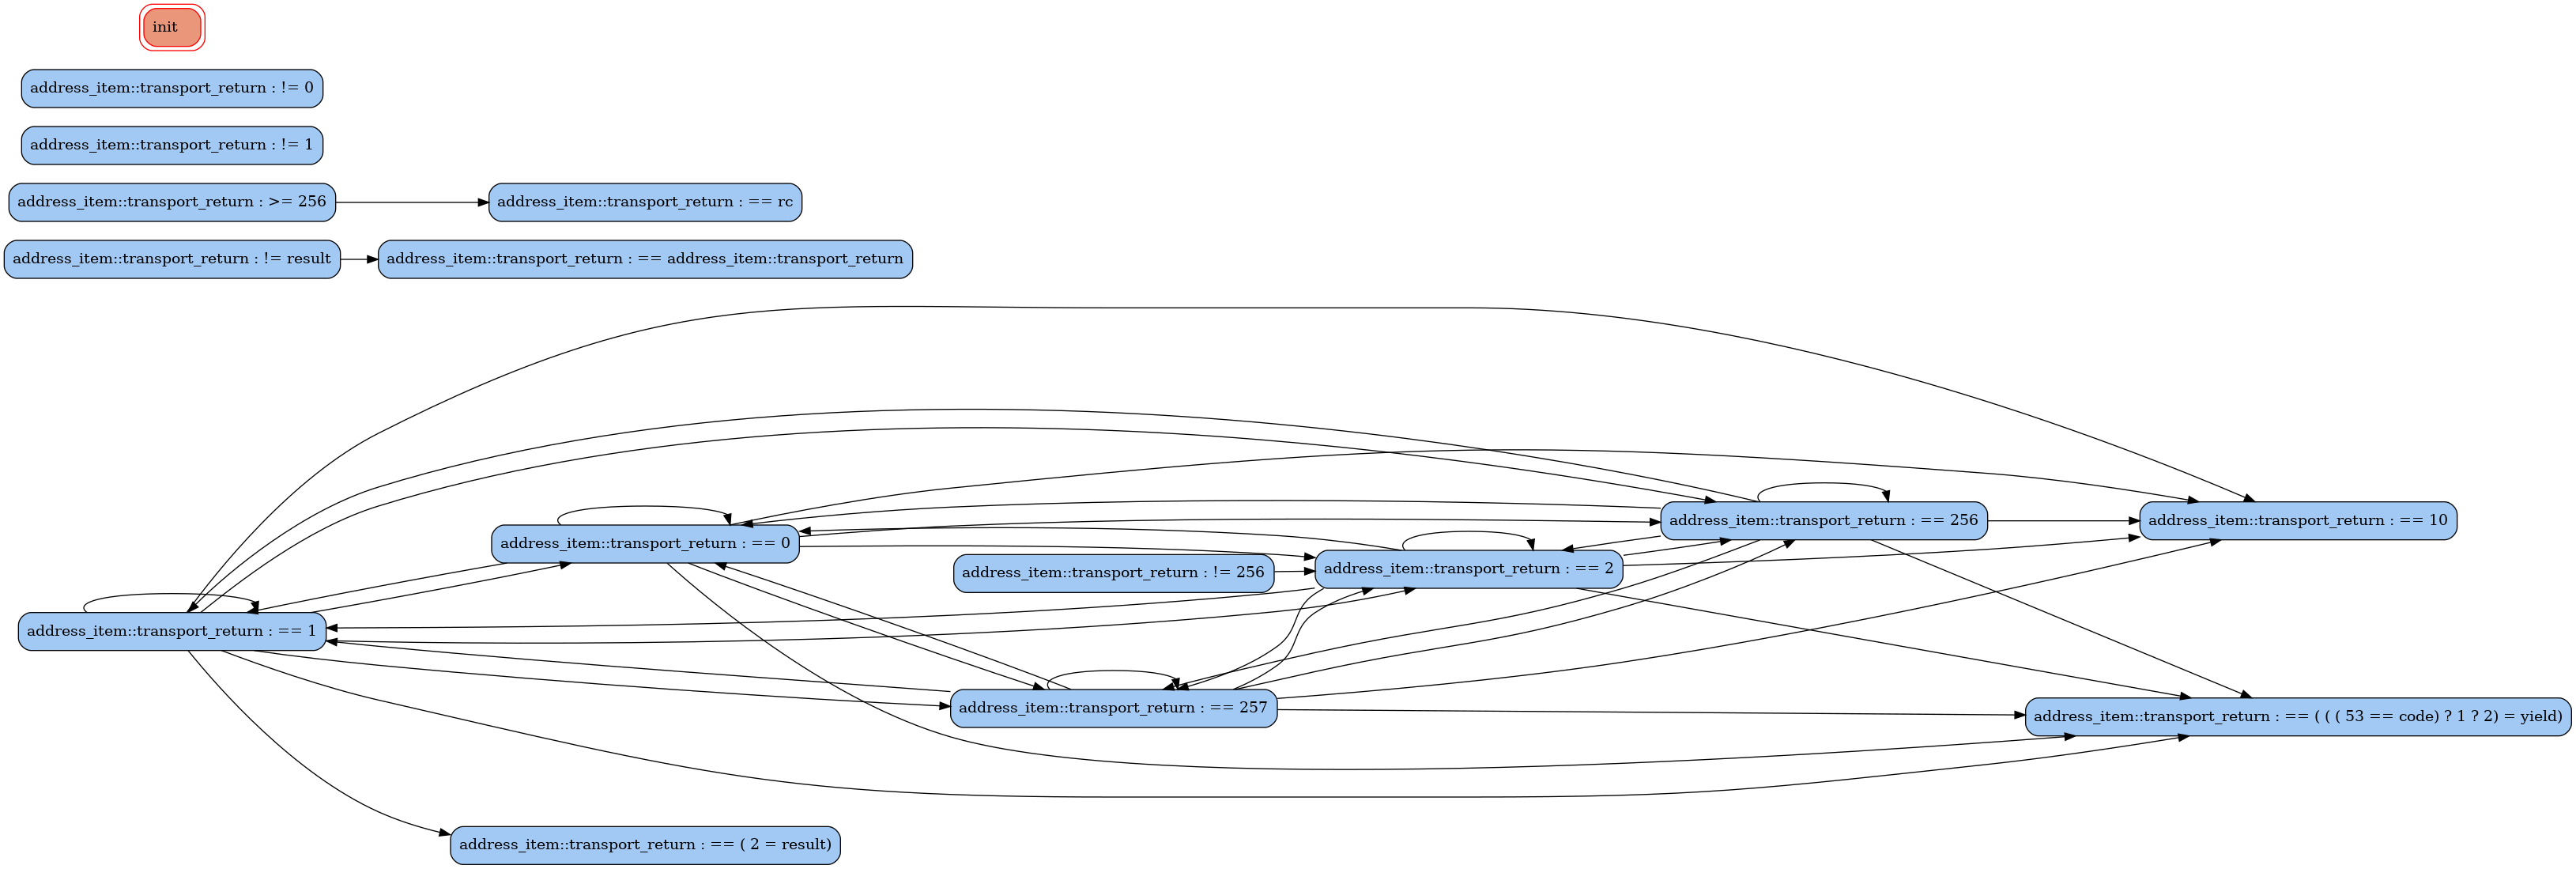 init
address_item::transport_return : != 0
address_item::transport_return : != 1
address_item::transport_return : >= 256
address_item::transport_return : == rc
address_item::transport_return : != result
address_item::transport_return : == address_item::transport_return
address_item::transport_return : == 256
address_item::transport_return : == 10
address_item::transport_return : == 0
address_item::transport_return : != 256
address_item::transport_return : == 2
address_item::transport_return : == 1
address_item::transport_return : == 257
address_item::transport_return : == ( ( ( 53 == code) ? 1 ? 2) = yield)
address_item::transport_return : == ( 2 = result)